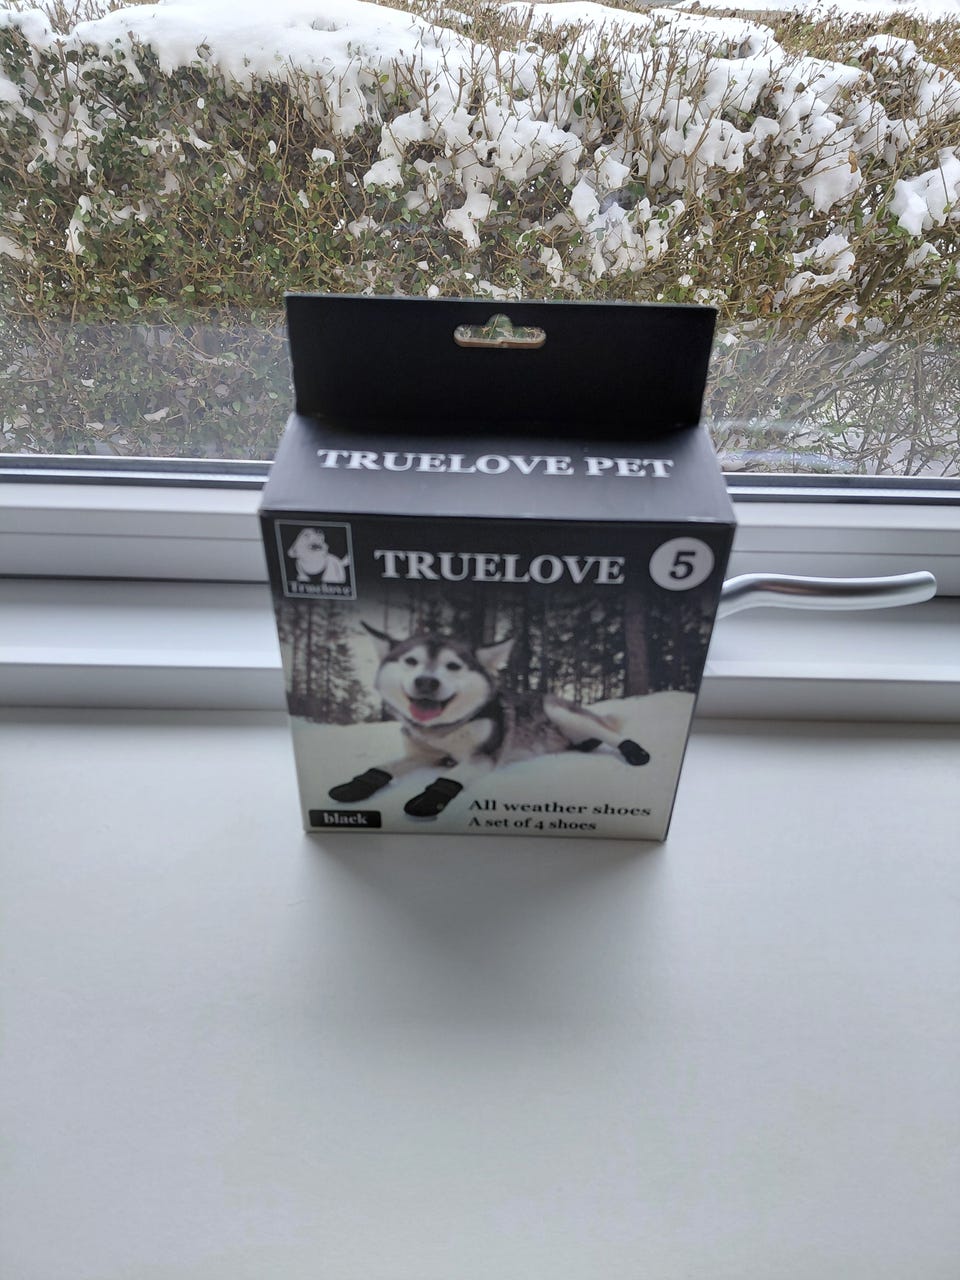 TRUELOVE PET
Truelove
TRUELOVE
5
All weather shoes
A set of 4 shoes
black